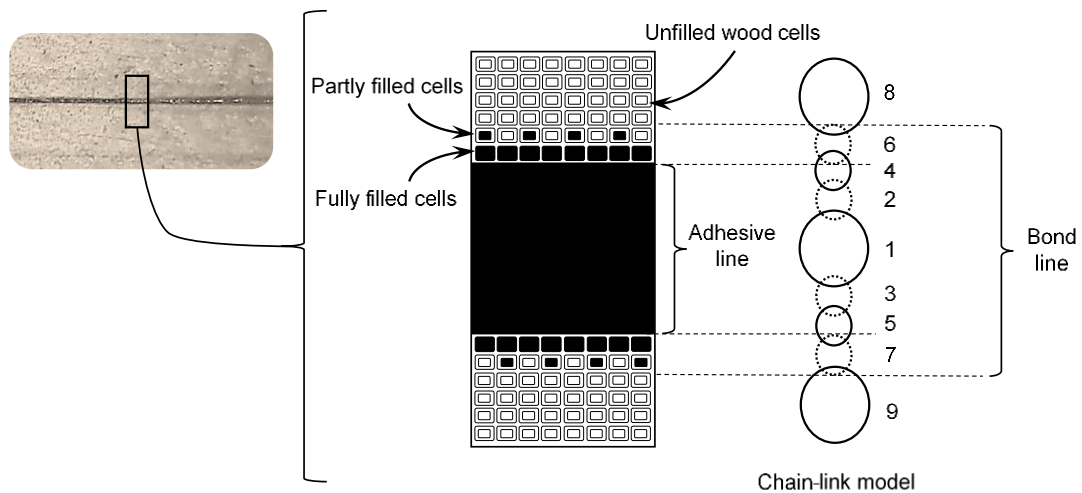 Unfilled wood cells
Partly filled cells
Fully filled cells
Adhesive
line
8
6
4
2
1
3
5
7
9
Bond
line
Chain-link model